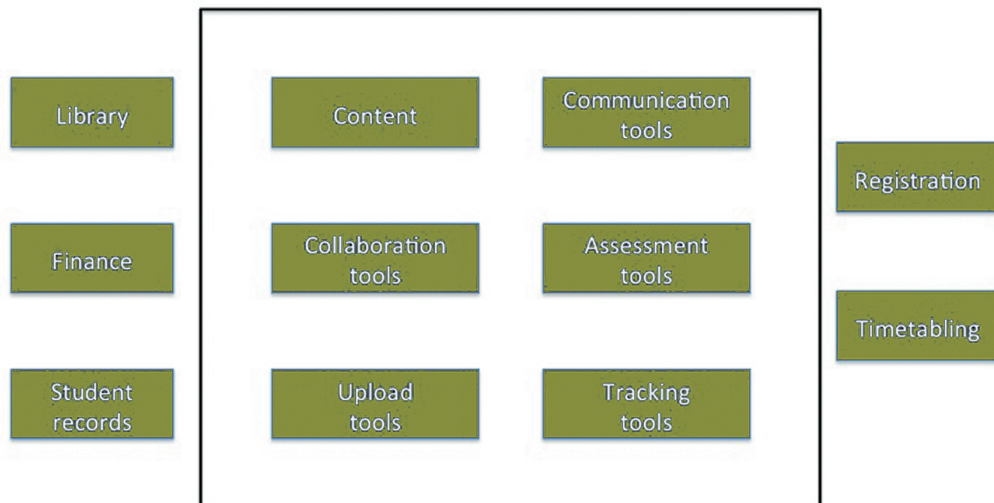 Library
Content
Communication
tools
Registration
Finance
Collaboration
tools
Assessment
tools
Timetabling
Student
records
Upload
tools
Tracking
tools